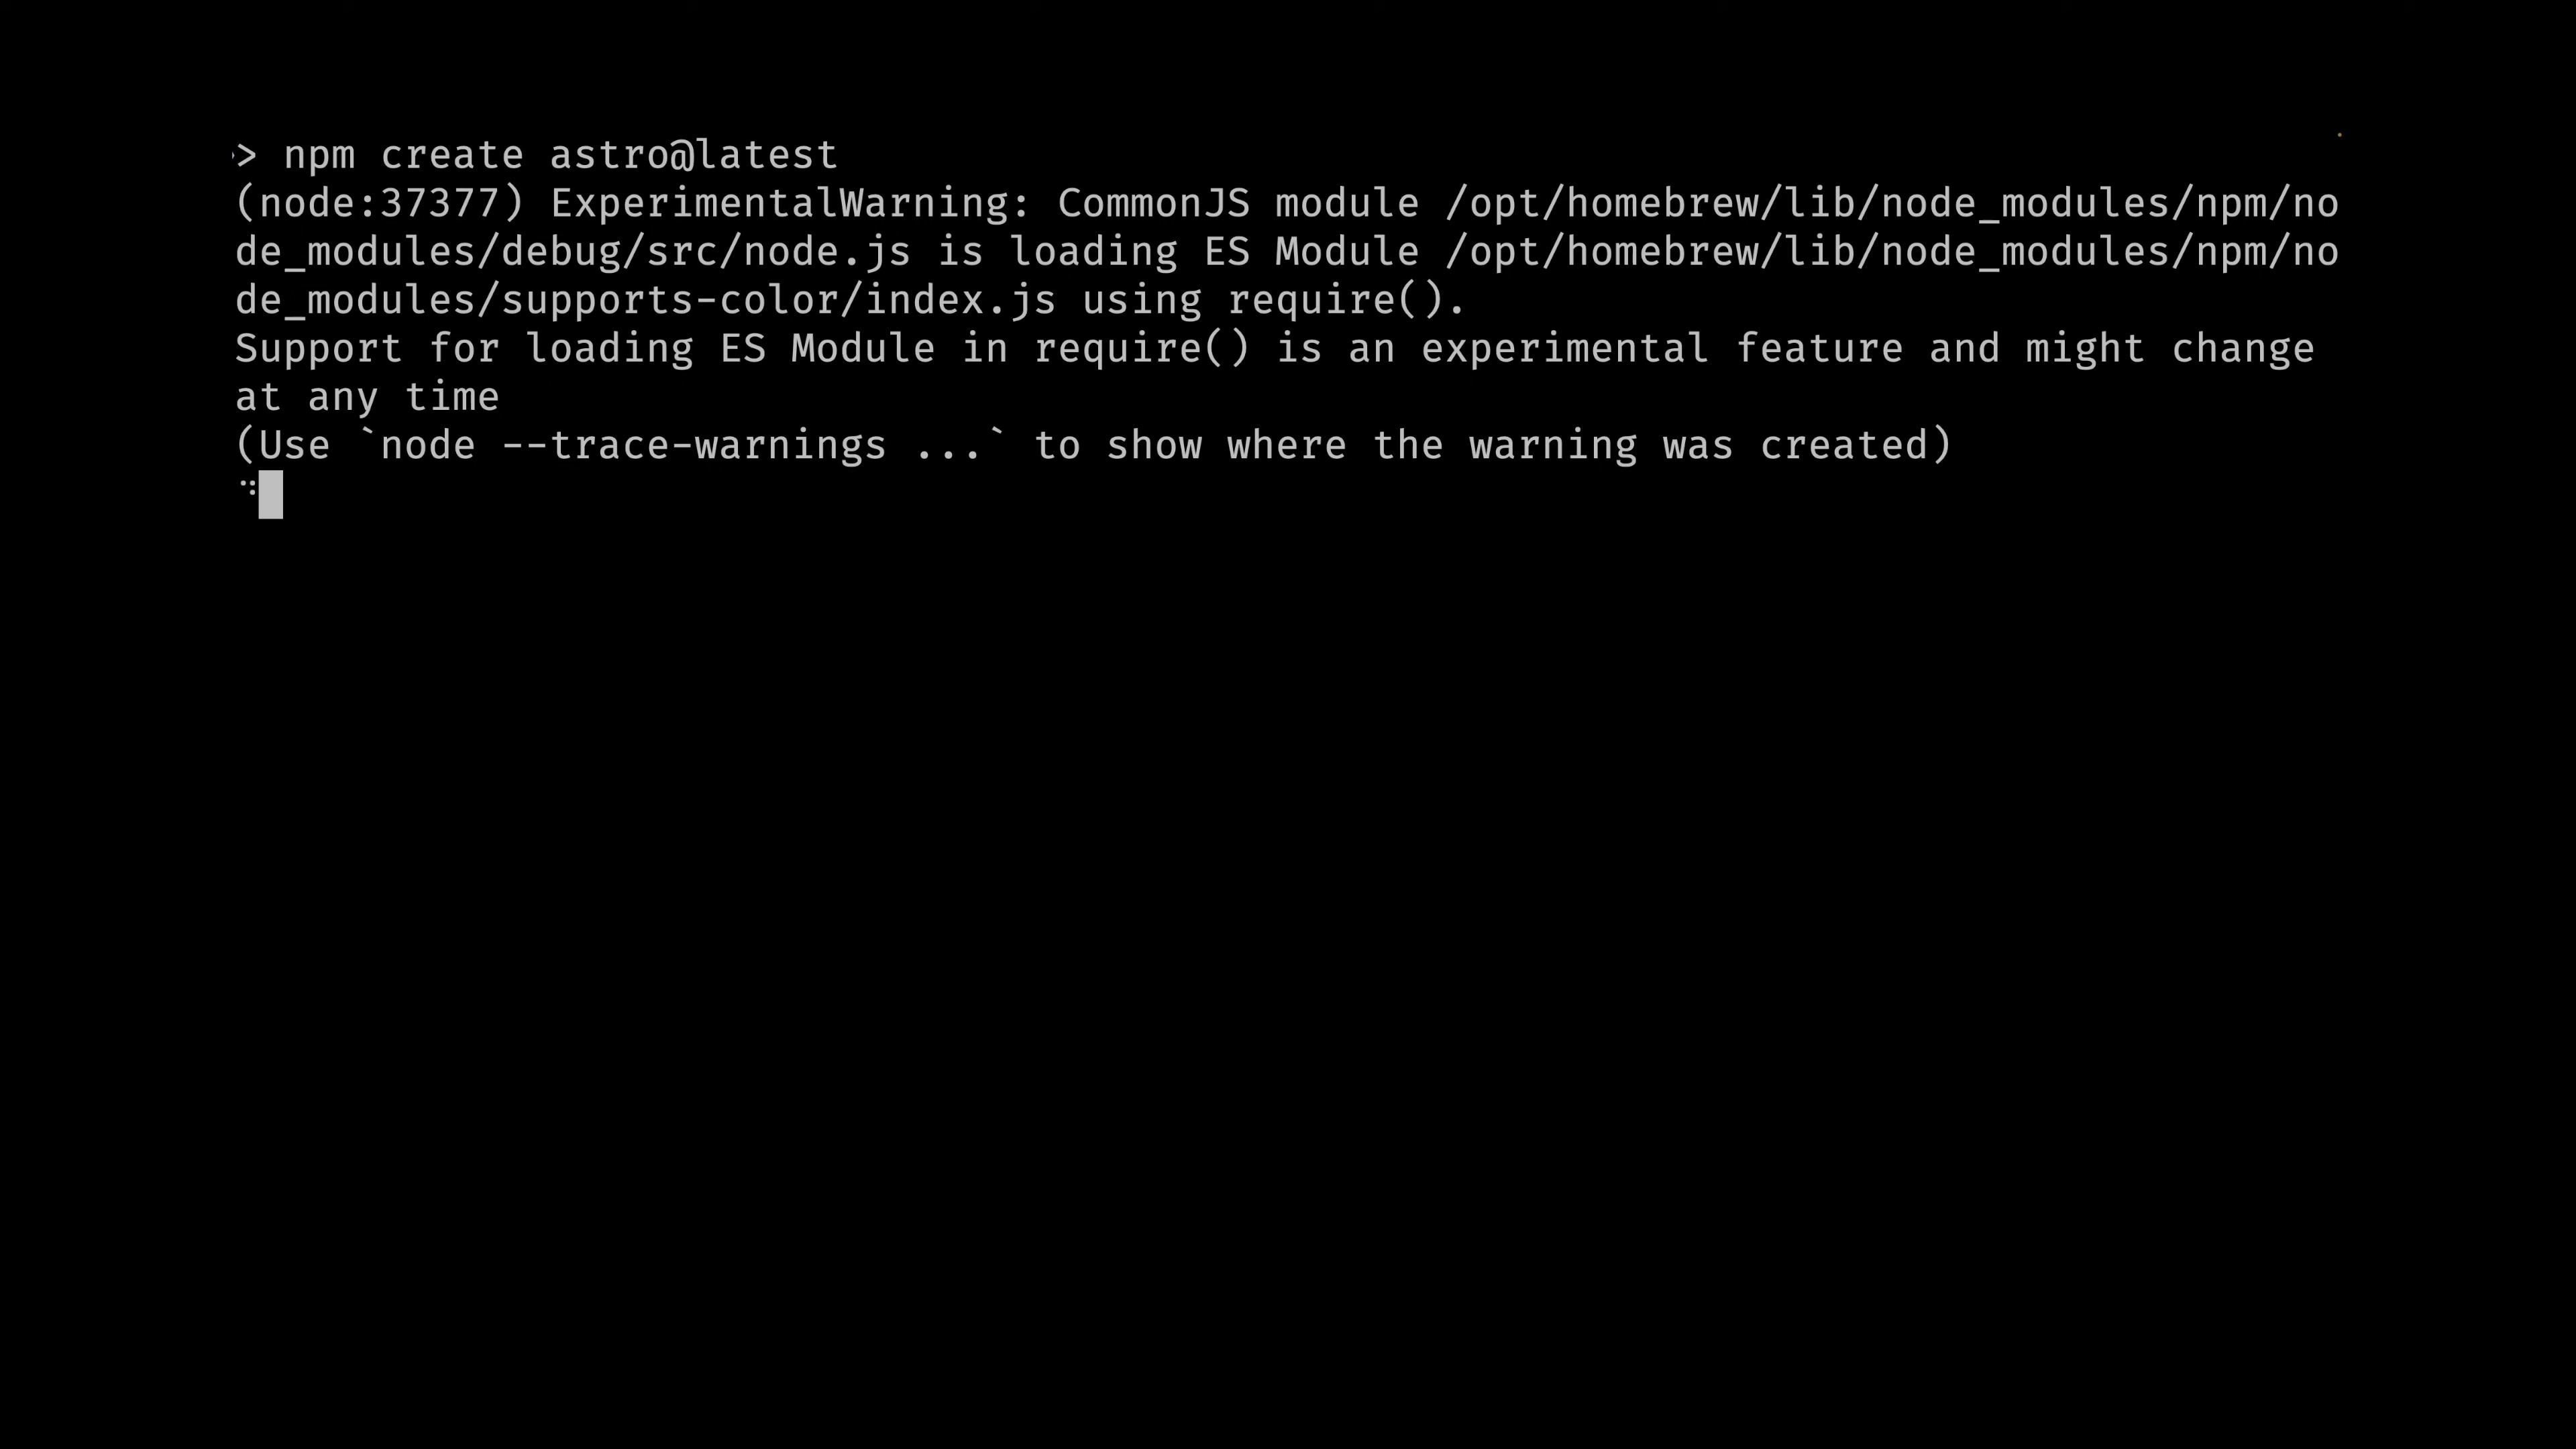 > npm create astro@latest
(node:37377) ExperimentalWarning: CommonJS module /opt/homebrew/lib/node_modules/npm/no
de_modules/debug/src/node.js is loading ES Module /opt/homebrew/lib/node_modules/npm/no
de_modules/supports-color/index.js using require().
Support for loading ES Module in require() is an experimental feature and might change
at any time
(Use `node --trace-warnings ...` to show where the warning was created)
⠙